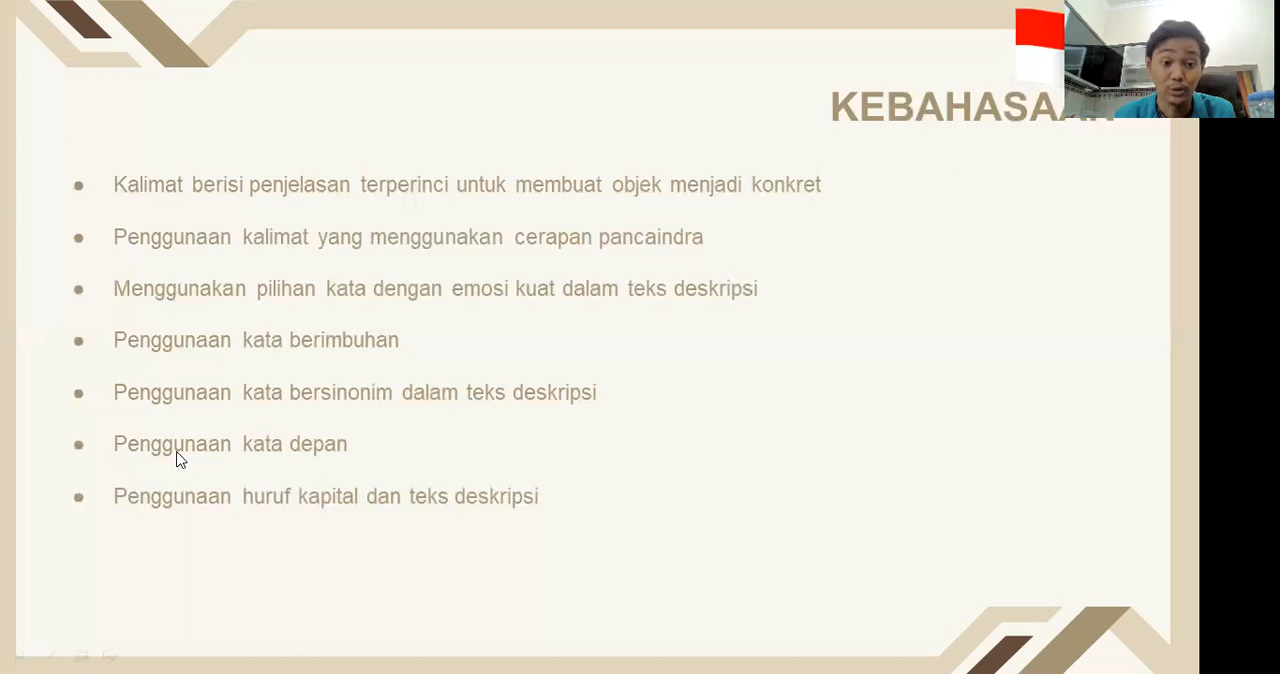 KEBAHASAAN
Kalimat berisi penjelasan terperinci untuk membuat objek menjadi konkret
Penggunaan kalimat yang menggunakan cerapan pancaindra
Menggunakan pilihan kata dengan emosi kuat dalam teks deskripsi
Penggunaan kata berimbuhan
Penggunaan kata bersinonim dalam teks deskripsi
Penggunaan kata depan
Penggunaan huruf kapital dan teks deskripsi